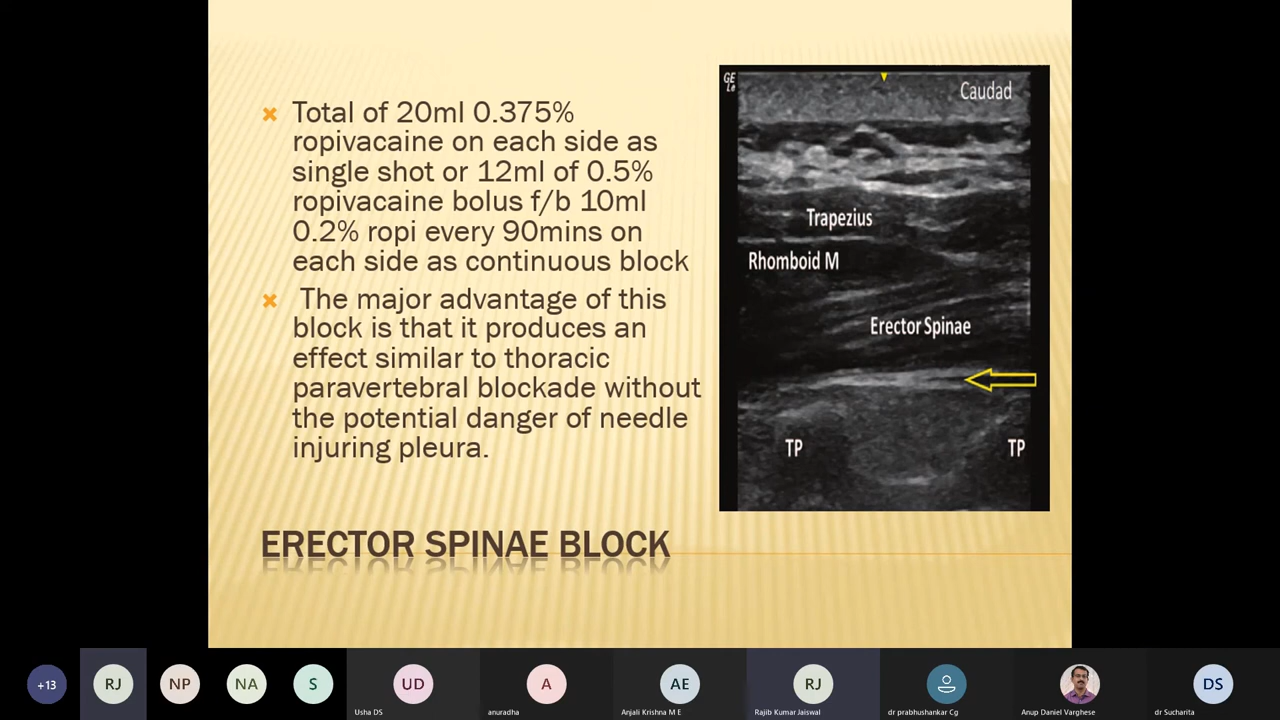 Total of 20ml 0.375%
ropivacaine on each side as
single shot or 12ml of 0.5%
ropivacaine bolus f/b 10ml
0.2% ropi every 90mins on
each side as continuous block
The major advantage of this
block is that it produces an
effect similar to thoracic
paravertebral blockade without
the potential danger of needle
injuring pleura.
ERECTOR SPINAE BLOCK
GE
Caudad
Trapezius
Rhomboid M
Erector Spinae
TP
TP
+13
RJ
NP
NA
S
UD
Usha DS
A
anuradha
AE
Anjali Krishna M E
RJ
Rajib Kumar Jaiswal
dr prabhushankar Cg
Anup Daniel Varghese
DS
dr Sucharita